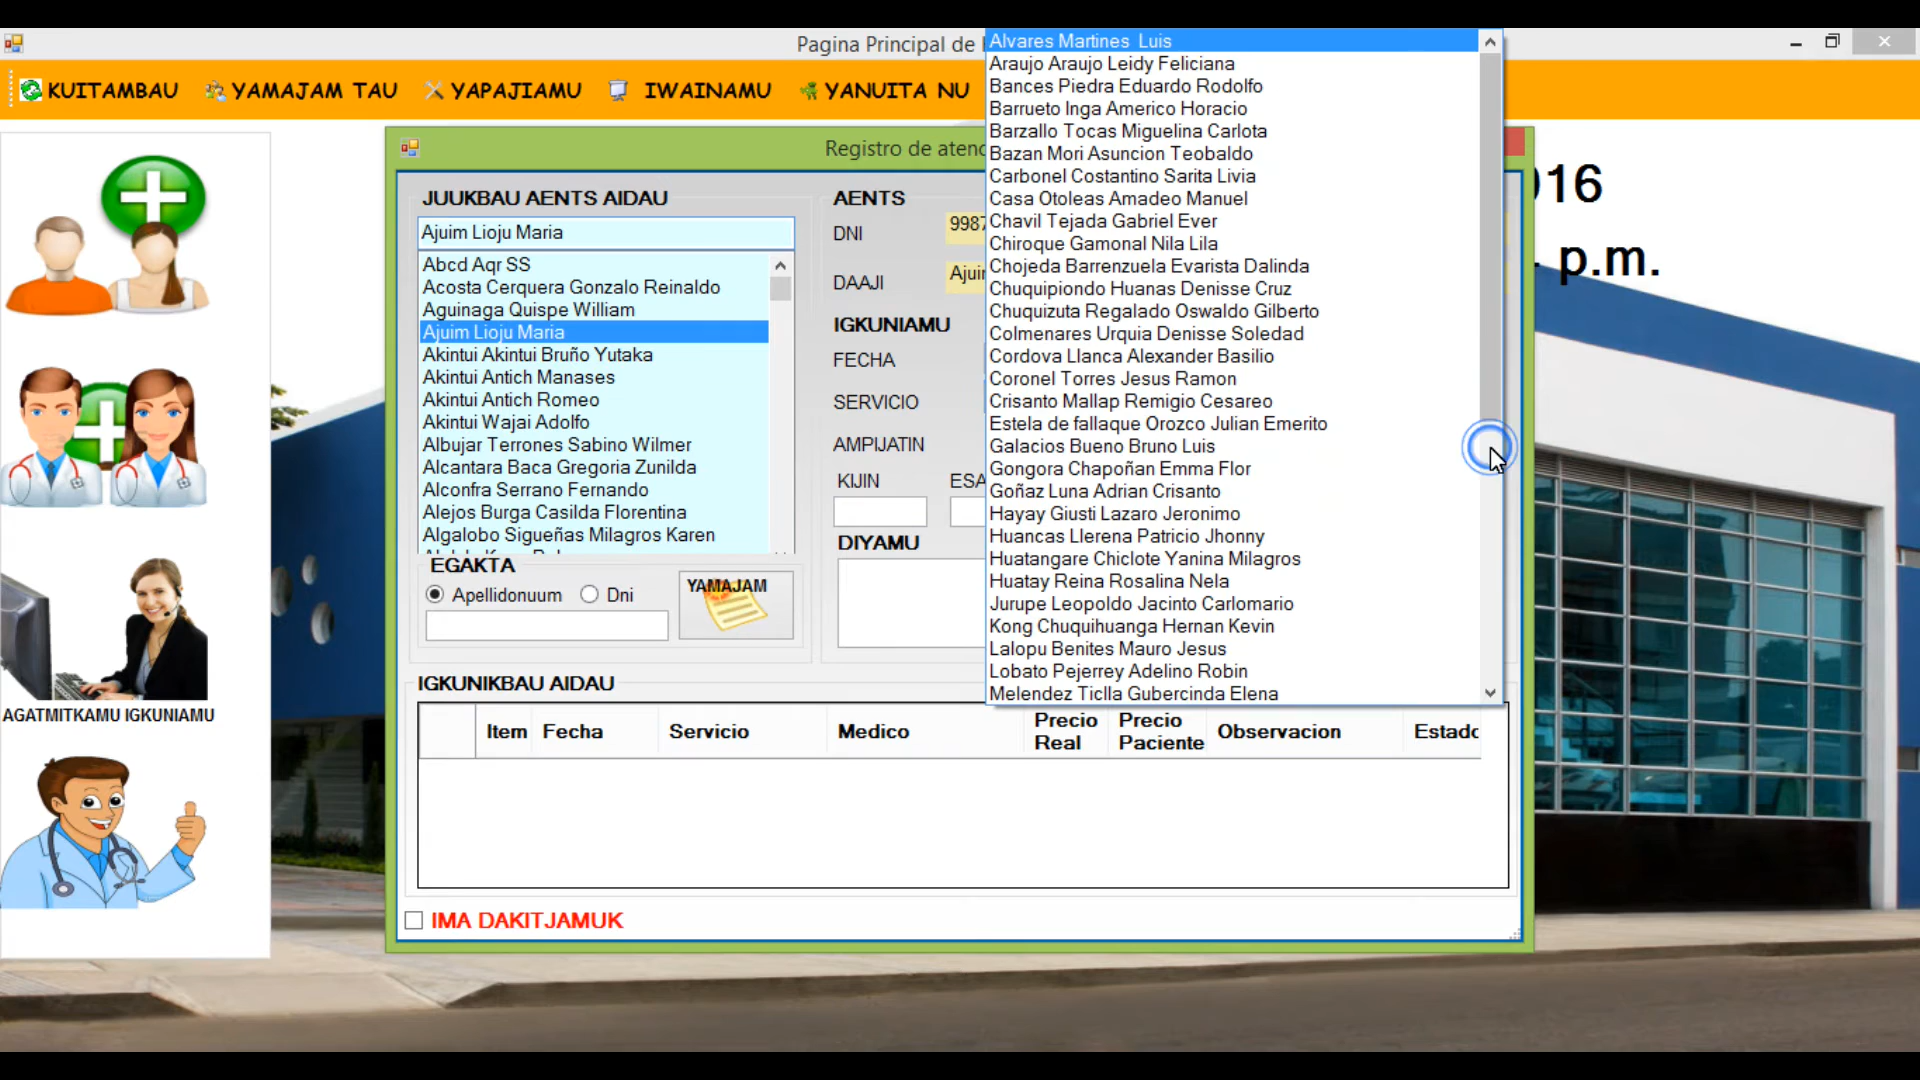 Pagina Principal de
KUITAMBAU YAMAJAM TAU YAPAJIAMU IWAINAMU YANUITA NU
016
p.m.
AGATMITKAMU IGKUNIAMU
Registro de atenc
JUUKBAU AENTS AIDAU
Ajuim Lioju Maria
Abcd Aqr SS
Acosta Cerquera Gonzalo Reinaldo
Aguinaga Quispe William
Ajuim Lioju Maria
Akintui Akintui Bruño Yutaka
Akintui Antich Manases
Akintui Antich Romeo
Akintui Wajai Adolfo
Albujar Terrones Sabino Wilmer
Alcantara Baca Gregoria Zunilda
Alconfra Serrano Fernando
Alejos Burga Casilda Florentina
Algalobo Sigueñas Milagros Karen
EGAKTA
Apellidonuum Dni
YAMAJAM
AENTS
DNI 9987
DAAJI Ajuin
IGKUNIAMU
FECHA
SERVICIO
AMPIJATIN
KIJIN ESA
DIYAMU
Alvares Martines Luis
Araujo Araujo Leidy Feliciana
Bances Piedra Eduardo Rodolfo
Barrueto Inga Americo Horacio
Barzallo Tocas Miguelina Carlota
Bazan Mori Asuncion Teobaldo
Carbonel Costantino Sarita Livia
Casa Otoleas Amadeo Manuel
Chavil Tejada Gabriel Ever
Chiroque Gamonal Nila Lila
Chojeda Barrenzuela Evarista Dalinda
Chuquipiondo Huanas Denisse Cruz
Chuquizuta Regalado Oswaldo Gilberto
Colmenares Urquia Denisse Soledad
Cordova Llanca Alexander Basilio
Coronel Torres Jesus Ramon
Crisanto Mallap Remigio Cesareo
Estela de fallaque Orozco Julian Emerito
Galacios Bueno Bruno Luis
Gongora Chapoñan Emma Flor
Goñaz Luna Adrian Crisanto
Hayay Giusti Lazaro Jeronimo
Huancas Llerena Patricio Jhonny
Huatangare Chiclote Yanina Milagros
Huatay Reina Rosalina Nela
Jurupe Leopoldo Jacinto Carlomario
Kong Chuquihuanga Hernan Kevin
Lalopu Benites Mauro Jesus
Lobato Pejerrey Adelino Robin
Melendez Ticlla Gubercinda Elena
IGKUNIKBAU AIDAU
Item Fecha Servicio Medico Precio Real Precio Paciente Observacion Estado
IMA DAKITJAMUK